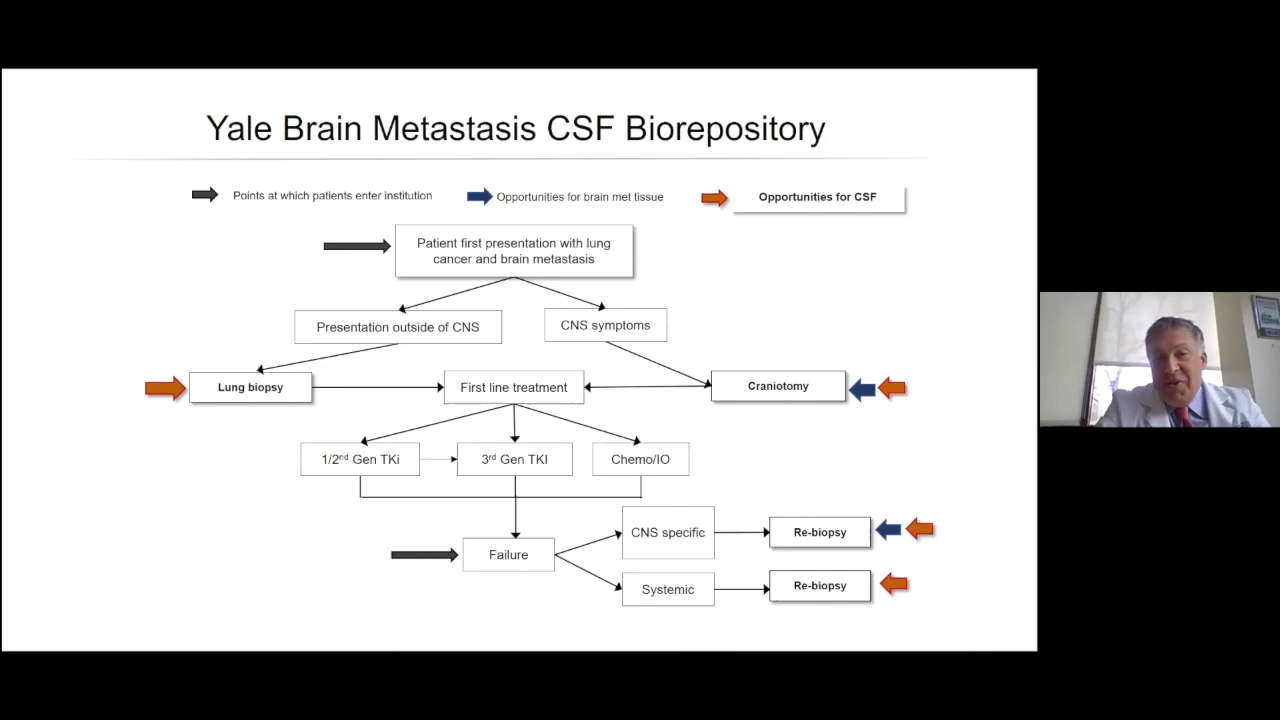 Yale Brain Metastasis CSF Biorepository
Points at which patients enter institution
Opportunities for brain met tissue
Opportunities for CSF
Patient first presentation with lung
cancer and brain metastasis
Presentation outside of CNS
CNS symptoms
Lung biopsy
First line treatment
Craniotomy
1/2nd Gen TKi
3rd Gen TKI
Chemo/IO
CNS specific
Re-biopsy
Failure
Systemic
Re-biopsy